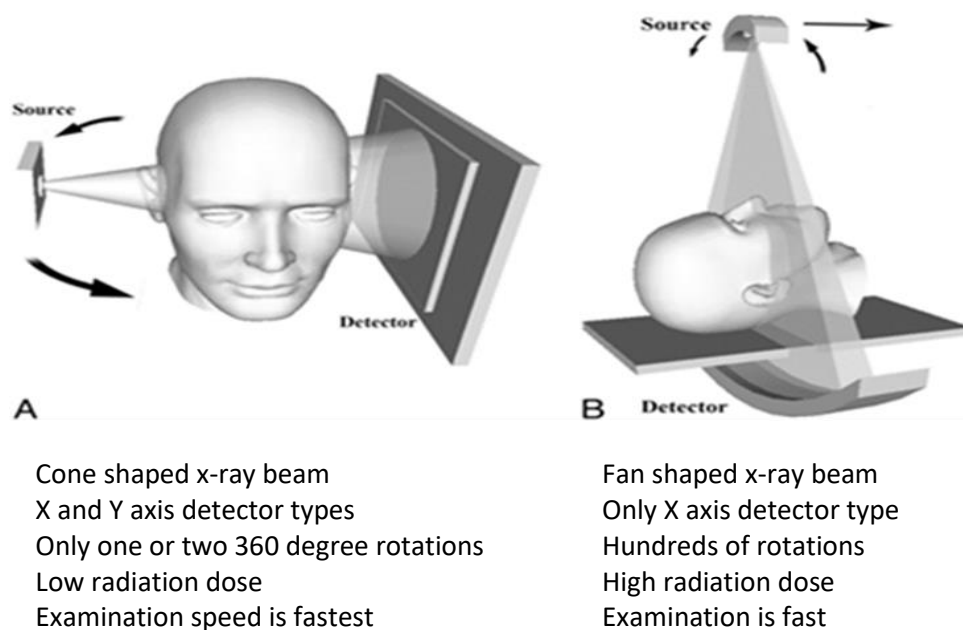 Source
Detector
A
Source
Detector
B
Cone shaped x-ray beam
X and Y axis detector types
Only one or two 360 degree rotations
Low radiation dose
Examination speed is fastest
Fan shaped x-ray beam
Only X axis detector type
Hundreds of rotations
High radiation dose
Examination is fast